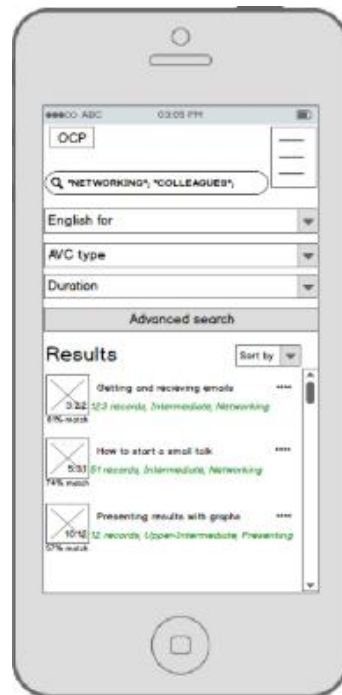 ABC 03:05 PM
OCP
"NETWORKING"; "COLLEAGUES";
English for
AVC type
Duration
Advanced search
Results Sort by
Getting and recieving emails ****
3:22 123 records, Intermediate, Networking
81% match
How to start a small talk ****
5:31 51 records, Intermediate, Networking
74% match
Presenting results with graphs ****
10:12 12 records, Upper-Intermediate, Presenting
57% match